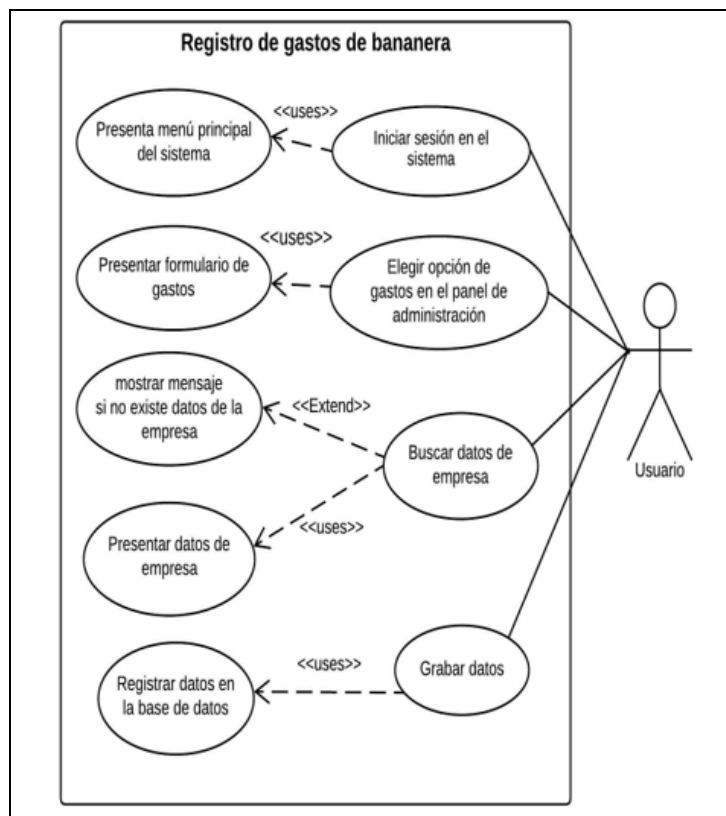 Registro de gastos de bananera
<<uses>>
Presenta menú principal
del sistema
Iniciar sesión en el
sistema
<<uses>>
Presentar formulario de
gastos
Elegir opción de
gastos en el panel de
administración
mostrar mensaje
si no existe datos de la
empresa
<<Extend>>
Buscar datos de
empresa
Usuario
<<uses>>
Presentar datos de
empresa
<<uses>>
Grabar datos
Registrar datos en
la base de datos